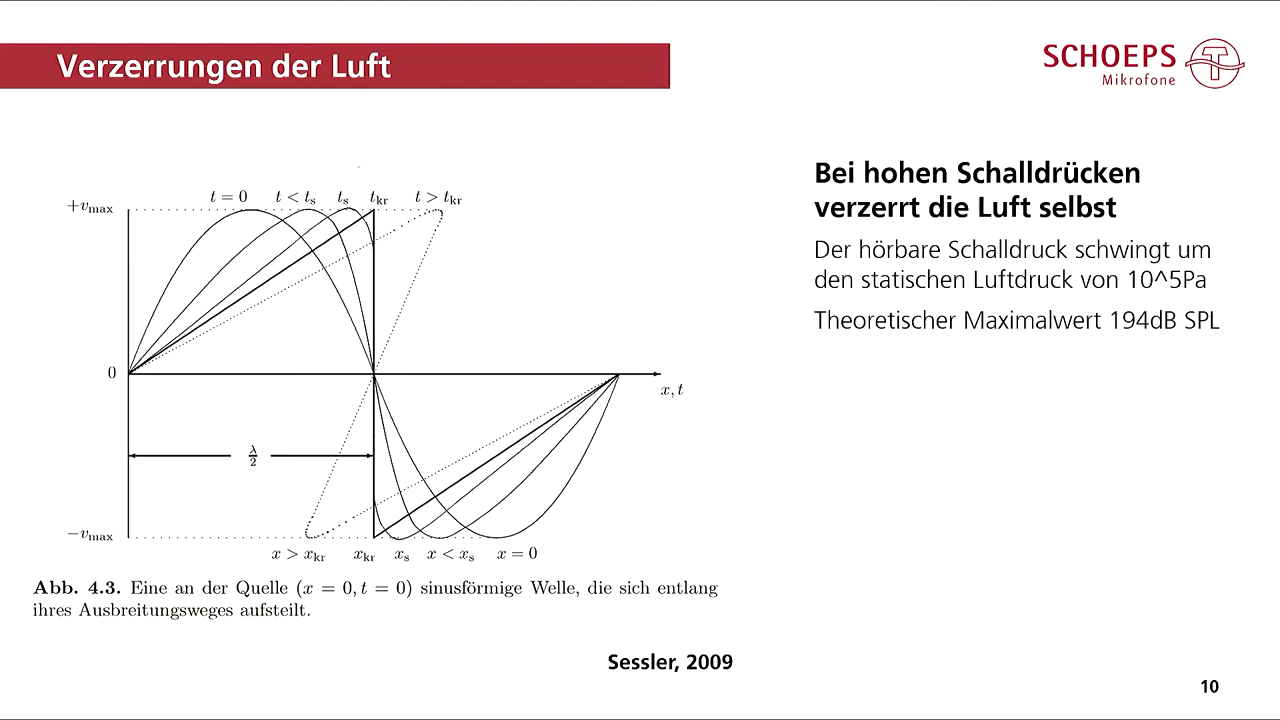 Verzerrungen der Luft
SCHOEPS
Mikrofone
Bei hohen Schalldrücken
verzerrt die Luft selbst
Der hörbare Schalldruck schwingt um
den statischen Luftdruck von 10^5Pa
Theoretischer Maximalwert 194dB SPL
t = 0 t < ts ts tkr t > tkr
+vmax
0
x, t
λ/2
−vmax
x > xkr xkr xs x < xs x = 0
Abb. 4.3. Eine an der Quelle (x = 0, t = 0) sinusförmige Welle, die sich entlang
ihres Ausbreitungsweges aufsteilt.
Sessler, 2009
10